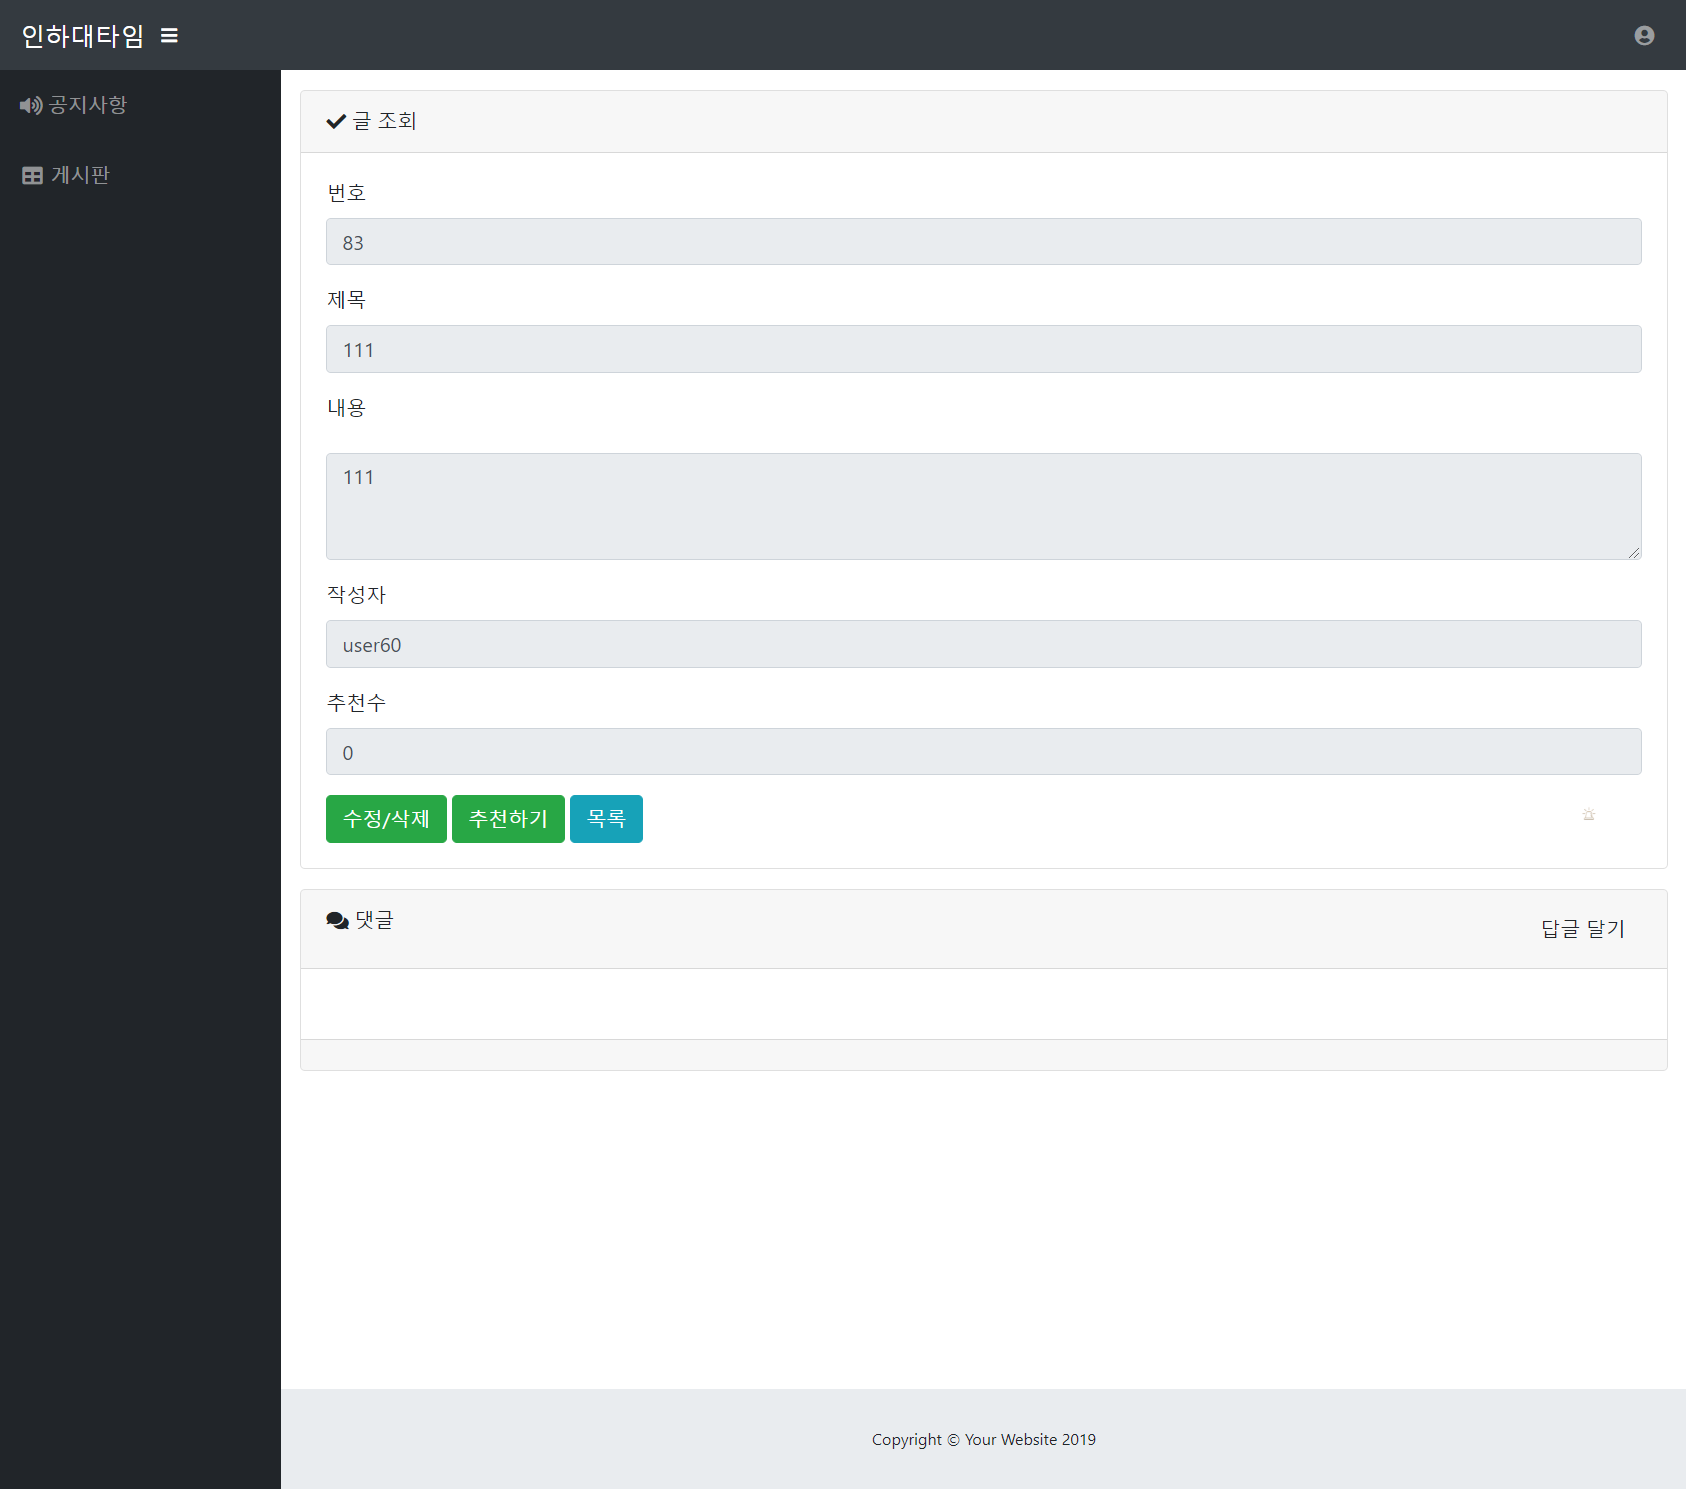 인하대타임
공지사항
게시판
글 조회
번호
83
제목
111
내용
111
작성자
user60
추천수
0
수정/삭제 추천하기 목록
댓글
답글 달기
Copyright © Your Website 2019